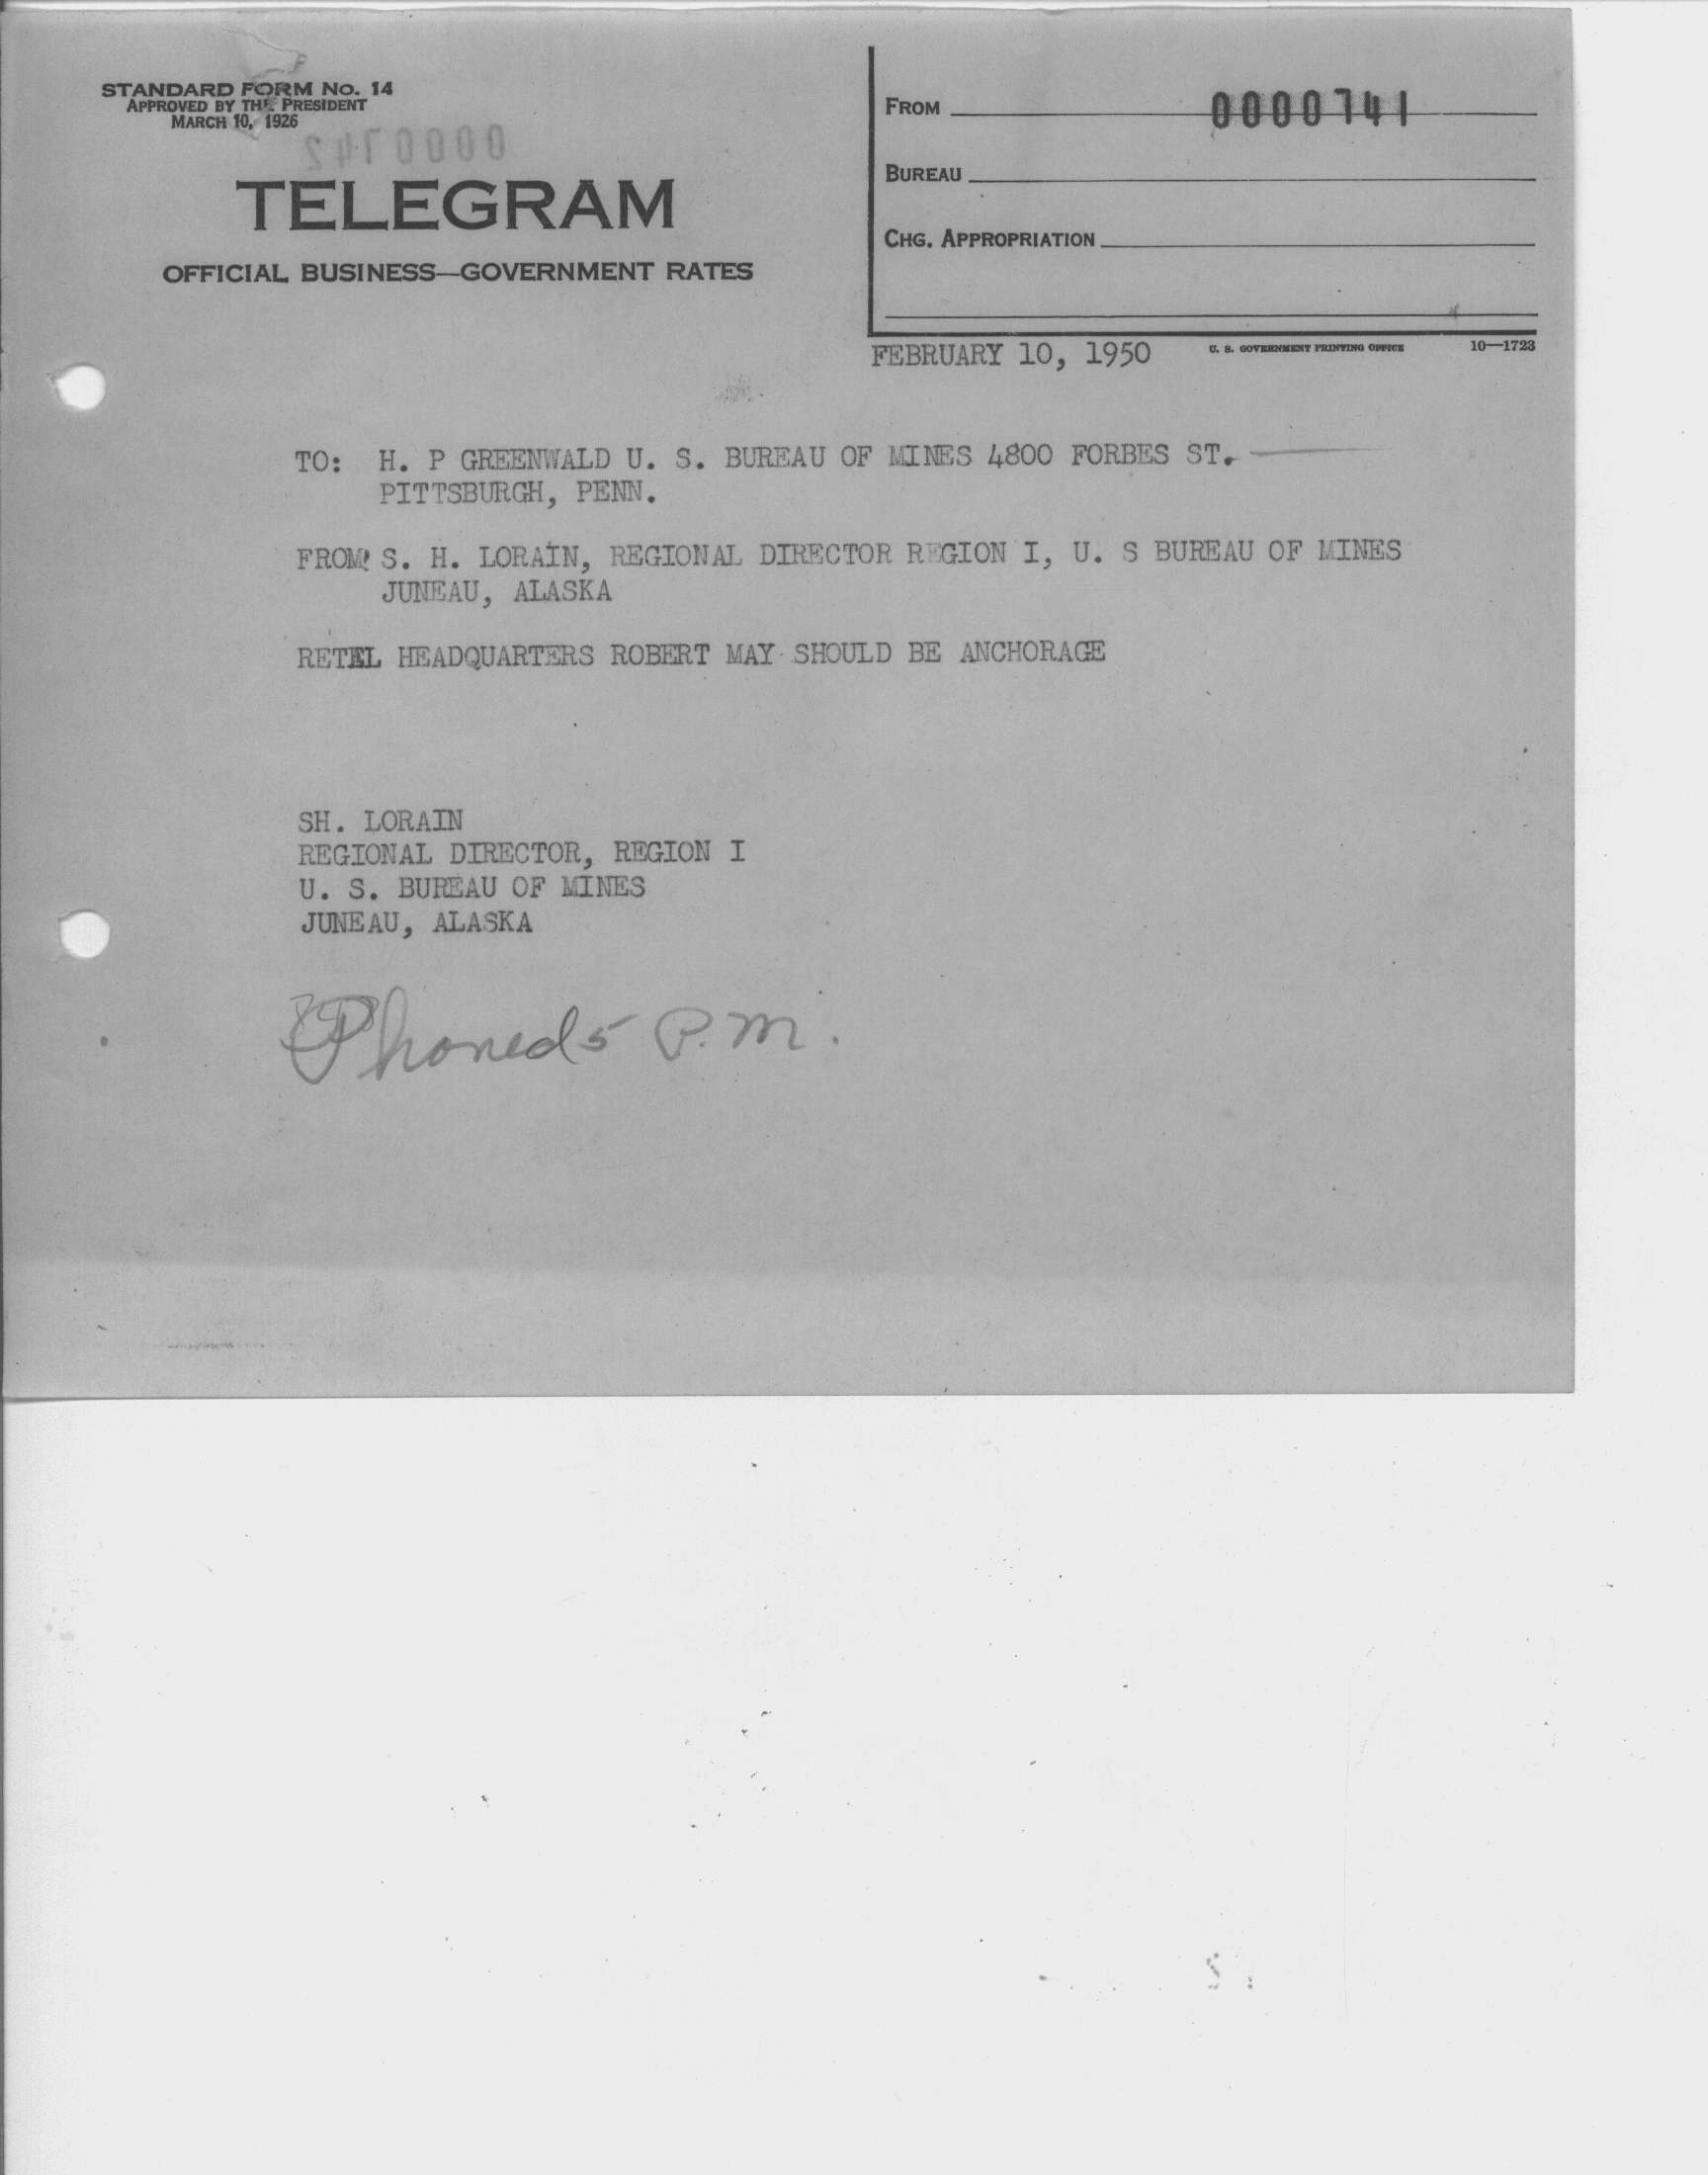 STANDARD FORM No. 14
APPROVED BY THE PRESIDENT
MARCH 10, 1926
0000742
TELEGRAM
OFFICIAL BUSINESS—GOVERNMENT RATES
FROM 0000741
BUREAU
CHG. APPROPRIATION
U. S. GOVERNMENT PRINTING OFFICE 10—1723
FEBRUARY 10, 1950
TO: H. P GREENWALD U. S. BUREAU OF MINES 4800 FORBES ST.
PITTSBURGH, PENN.
FROM: S. H. LORAIN, REGIONAL DIRECTOR REGION I, U. S BUREAU OF MINES
JUNEAU, ALASKA
RETEL HEADQUARTERS ROBERT MAY SHOULD BE ANCHORAGE
SH. LORAIN
REGIONAL DIRECTOR, REGION I
U. S. BUREAU OF MINES
JUNEAU, ALASKA
Phoned 5 P.M.